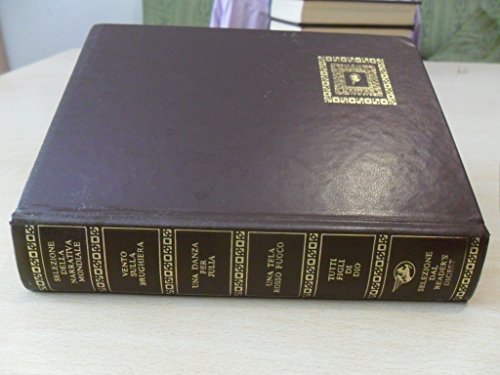 SELEZIONE
DELLA
NARRATIVA
MONDIALE
VENTO
SULLA
BRUGHIERA
UNA DANZA
PER
JULIA
UNA TELA
ROSSO FUOCO
TUTTI
FIGLI
DI
DIO
SELEZIONE
DAL
READER'S
DIGEST